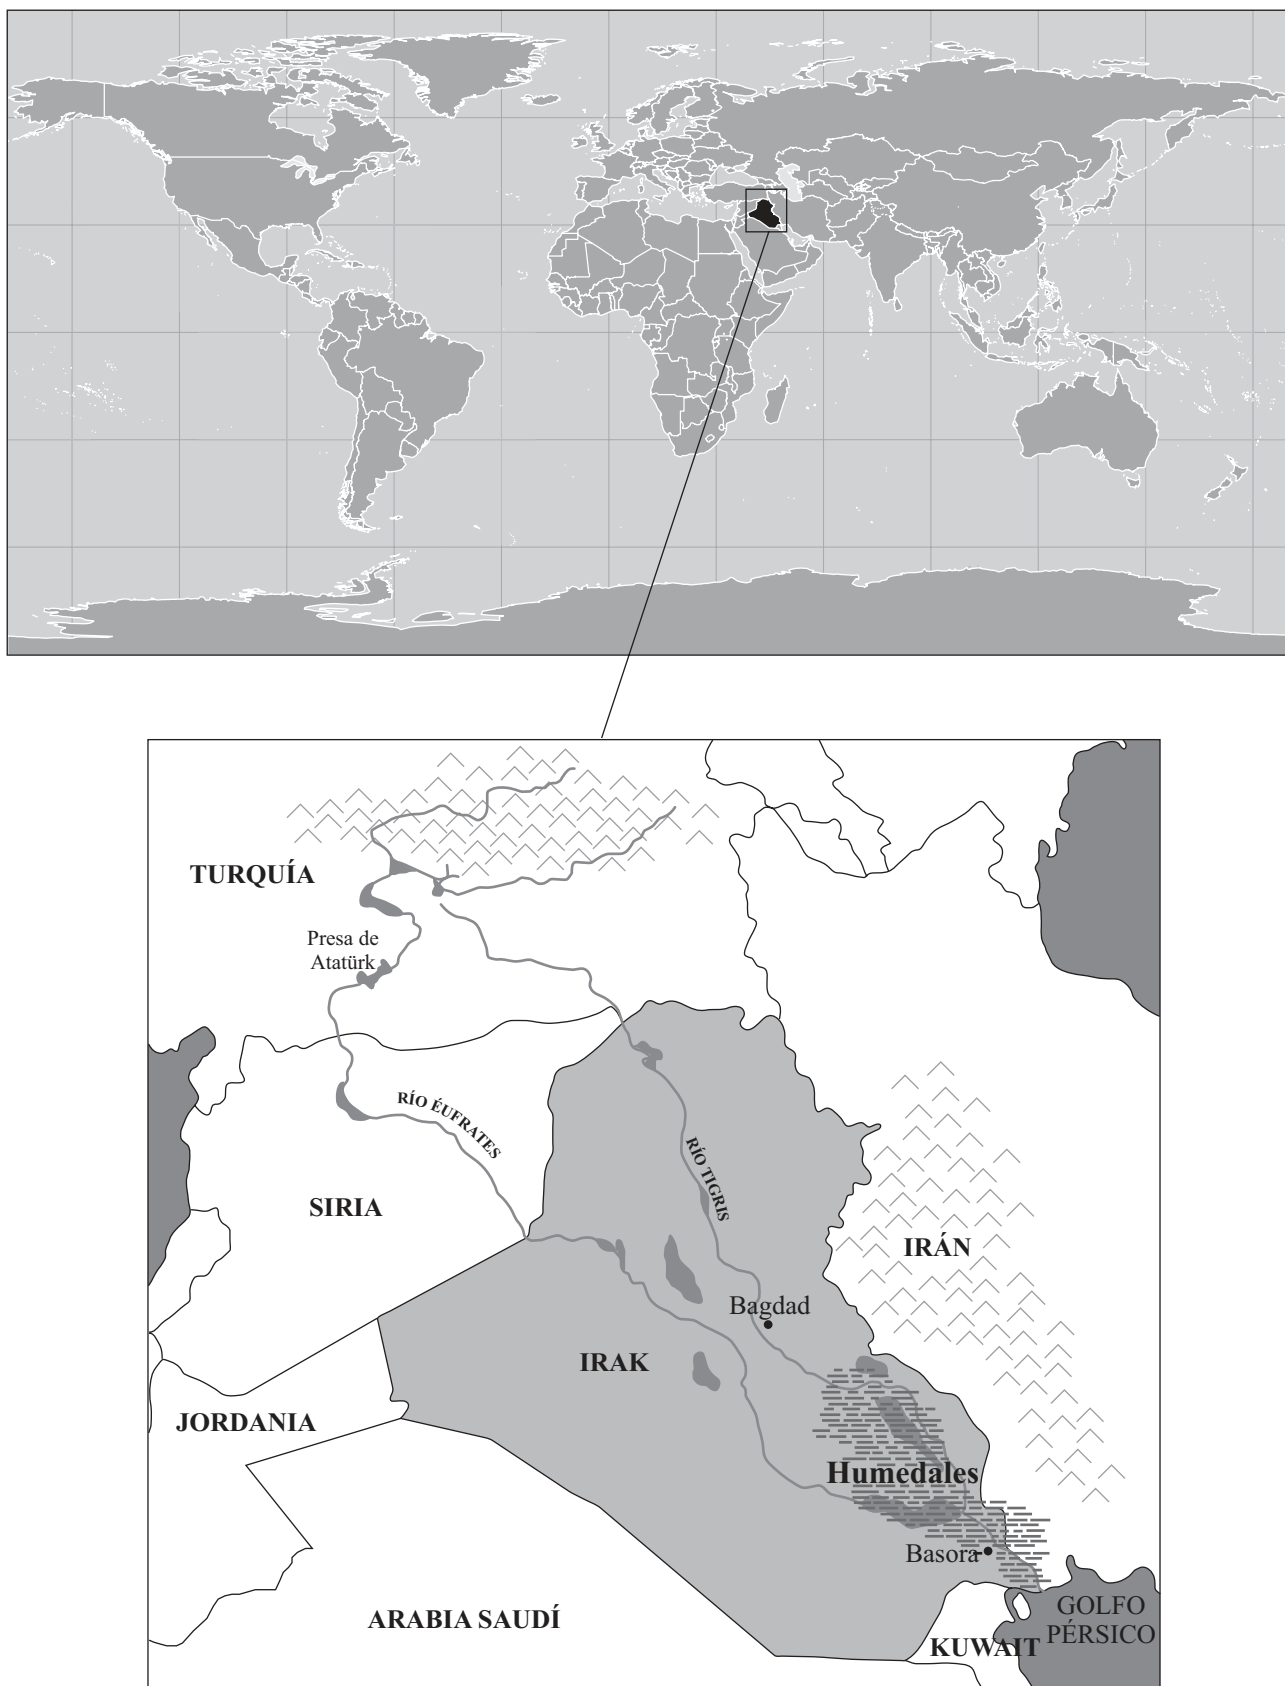 TURQUÍA
Presa de
Atatürk
RÍO ÉUFRATES
RÍO TIGRIS
SIRIA
IRÁN
Bagdad
IRAK
JORDANIA
Humedales
Basora
ARABIA SAUDÍ
GOLFO
PÉRSICO
KUWAIT